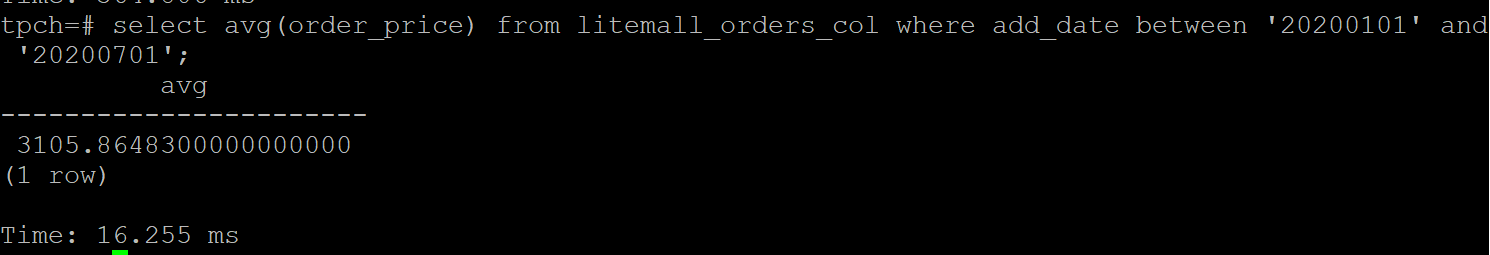 tpch=# select avg(order_price) from litemall_orders_col where add_date between '20200101' and
'20200701';
avg
-----------------------
3105.8648300000000000
(1 row)
Time: 16.255 ms